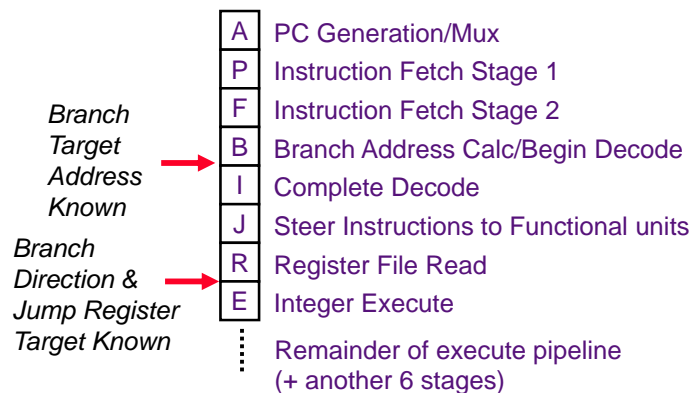 A PC Generation/Mux
P Instruction Fetch Stage 1
F Instruction Fetch Stage 2
B Branch Address Calc/Begin Decode
I Complete Decode
J Steer Instructions to Functional units
R Register File Read
E Integer Execute
Remainder of execute pipeline
(+ another 6 stages)
Branch
Target
Address
Known
Branch
Direction &
Jump Register
Target Known